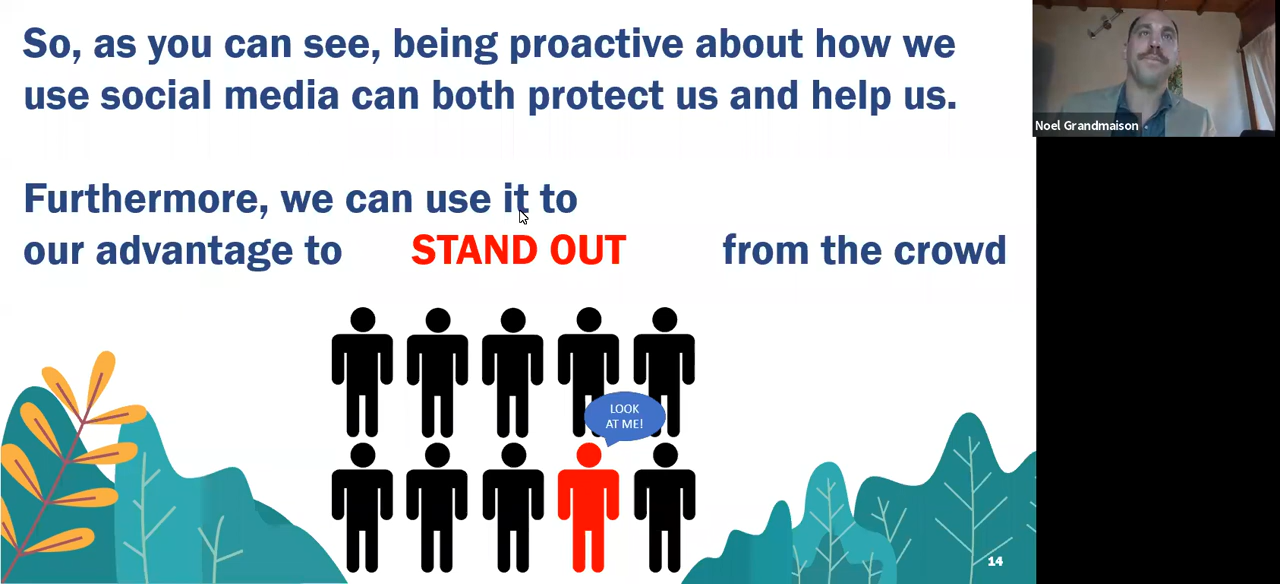 So, as you can see, being proactive about how we
use social media can both protect us and help us.
Furthermore, we can use it to
our advantage to STAND OUT from the crowd
LOOK
AT ME!
14
Noel Grandmaison